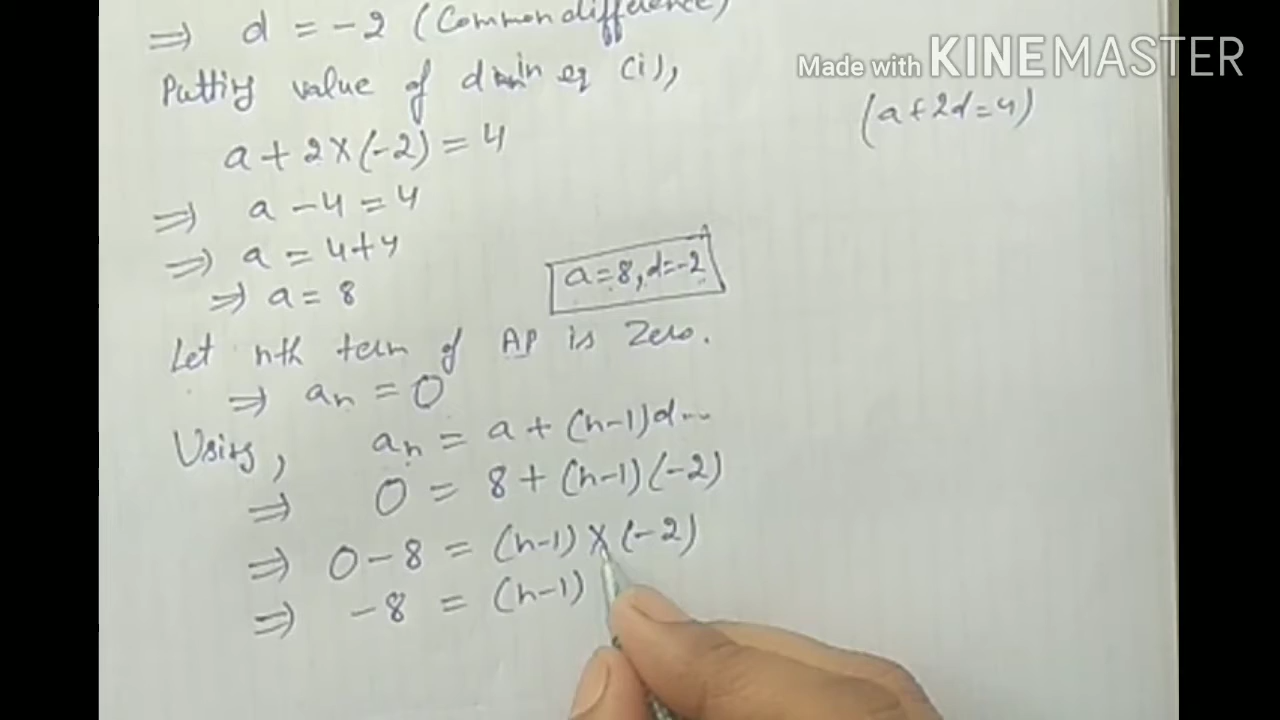 ⇒ d = -2 (Common difference)
Made with KINEMASTER
Putting value of d in eq (i),
(a+2d=4)
a + 2×(-2) = 4
⇒ a - 4 = 4
⇒ a = 4+4
⇒ a = 8
a=8, d=-2
Let nth term of AP is Zero.
⇒ an = 0
Using, an = a + (n-1)d
⇒ 0 = 8 + (n-1)(-2)
⇒ 0 - 8 = (n-1) × (-2)
⇒ -8 = (n-1)